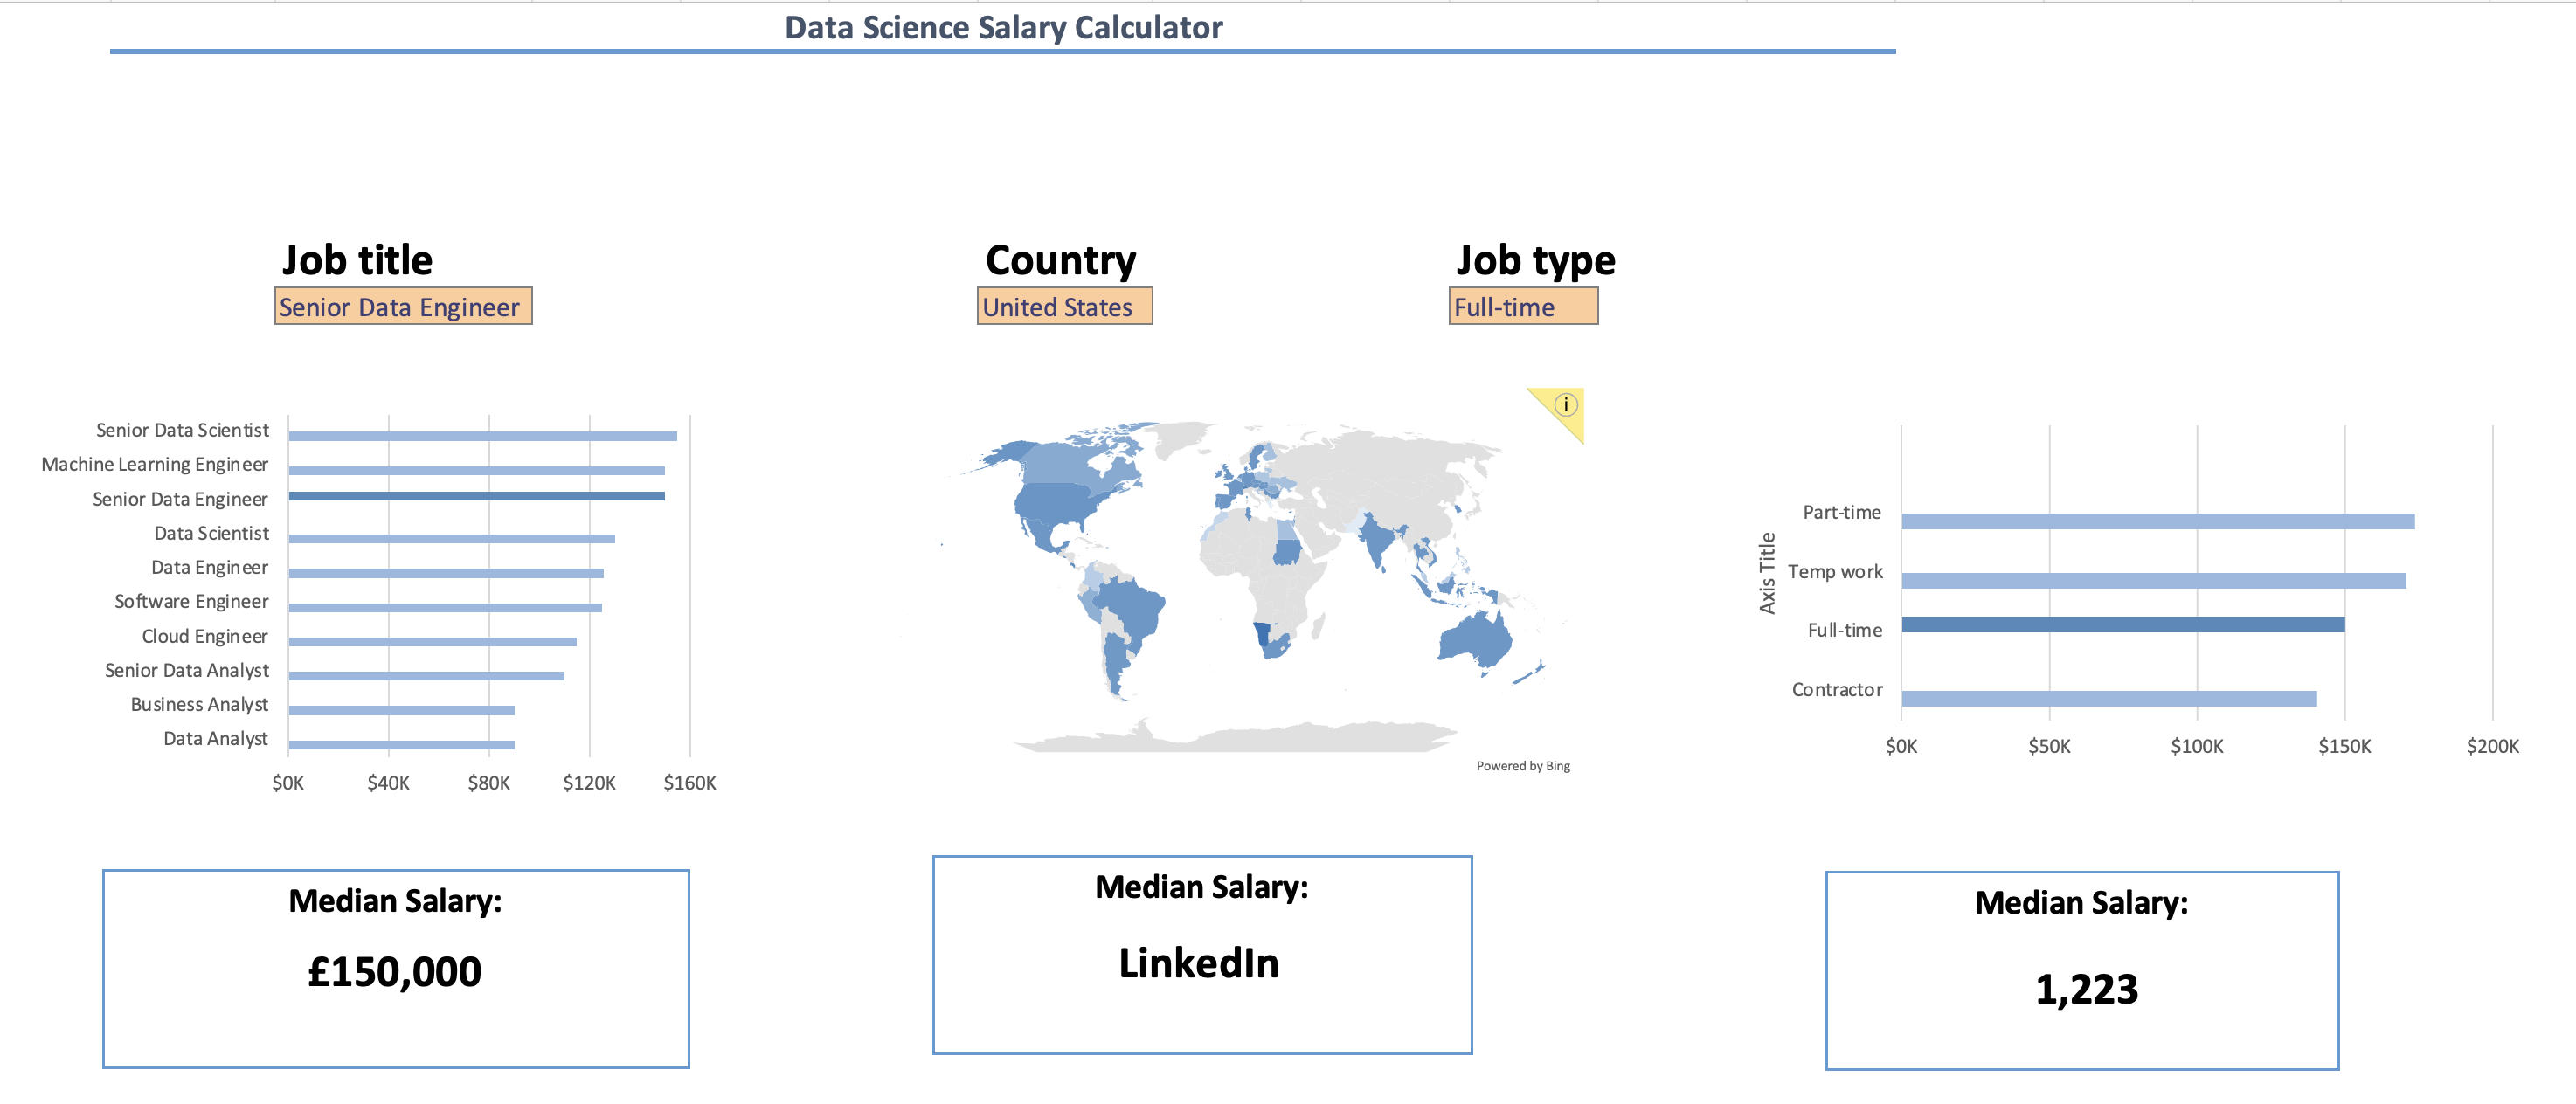 Data Science Salary Calculator
Job title
Senior Data Engineer
Country
United States
Job type
Full-time
Senior Data Scientist
Machine Learning Engineer
Senior Data Engineer
Data Scientist
Data Engineer
Software Engineer
Cloud Engineer
Senior Data Analyst
Business Analyst
Data Analyst
$0K $40K $80K $120K $160K
i
Powered by Bing
Axis Title
Part-time
Temp work
Full-time
Contractor
$0K $50K $100K $150K $200K
Median Salary:
£150,000
Median Salary:
LinkedIn
Median Salary:
1,223